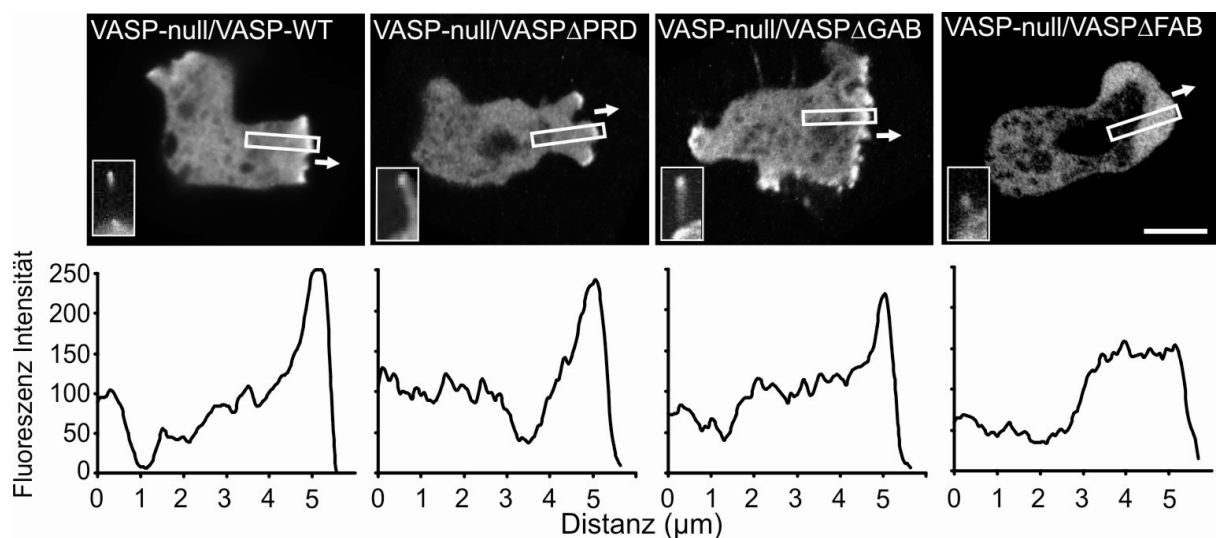 VASP-null/VASP-WT
VASP-null/VASPΔPRD
VASP-null/VASPΔGAB
VASP-null/VASPΔFAB
Fluoreszenz Intensität
250
200
150
100
50
0
0 1 2 3 4 5
0 1 2 3 4 5
0 1 2 3 4 5
0 1 2 3 4 5
Distanz (µm)